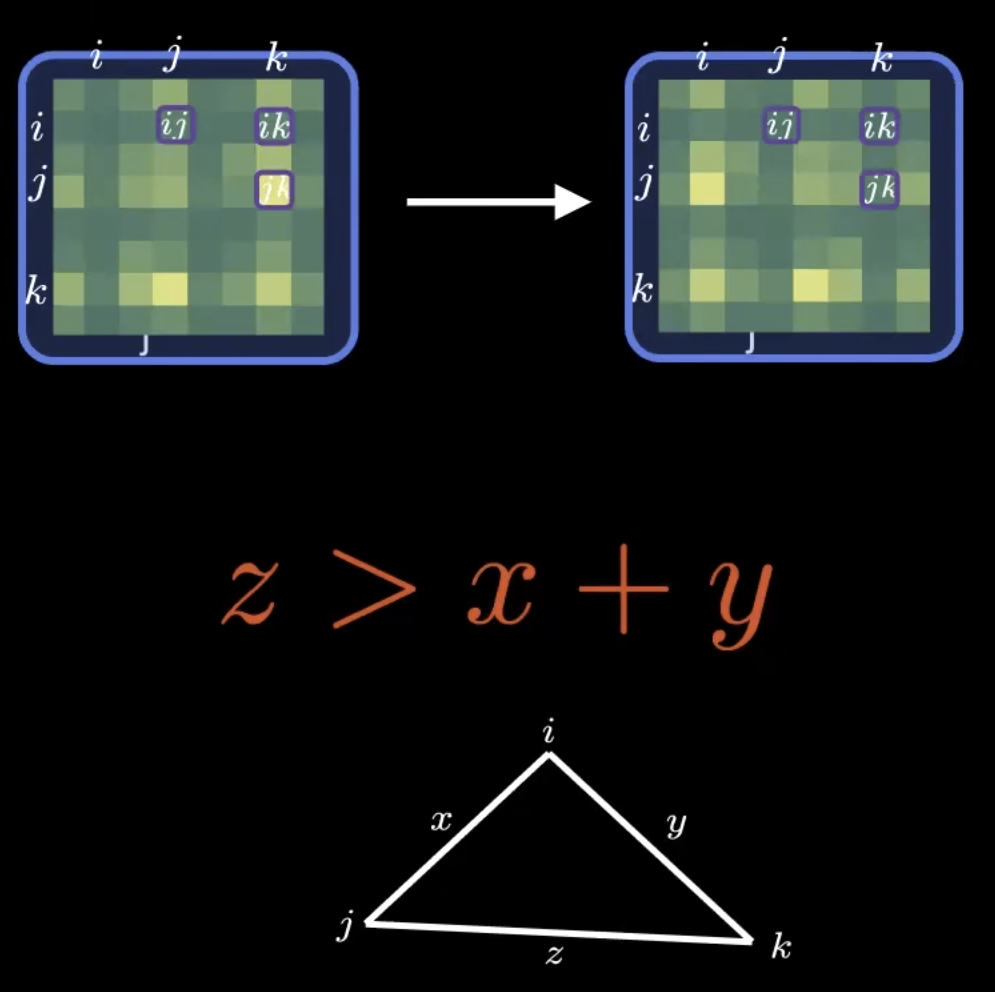 i j k i j k
i ij ik i ij ik
j jk j jk
k k
J J
z > x + y
i
x y
j k
z